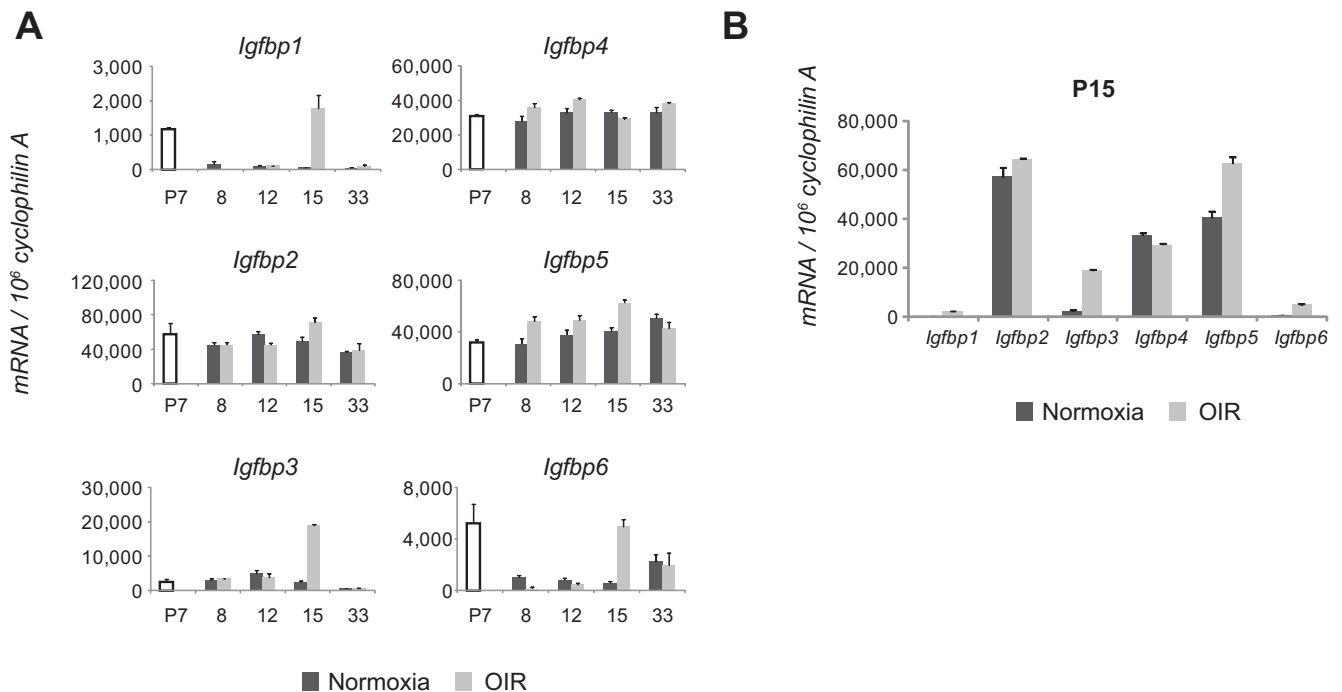 A
mRNA / 10⁶ cyclophilin A
Igfbp1
3,000
2,000
1,000
0
P7 8 12 15 33
Igfbp4
60,000
40,000
20,000
0
P7 8 12 15 33
Igfbp2
120,000
80,000
40,000
0
P7 8 12 15 33
Igfbp5
80,000
40,000
0
P7 8 12 15 33
Igfbp3
30,000
20,000
10,000
0
P7 8 12 15 33
Igfbp6
8,000
4,000
0
P7 8 12 15 33
Normoxia OIR
B
mRNA / 10⁶ cyclophilin A
P15
80,000
60,000
40,000
20,000
0
Igfbp1 Igfbp2 Igfbp3 Igfbp4 Igfbp5 Igfbp6
Normoxia OIR